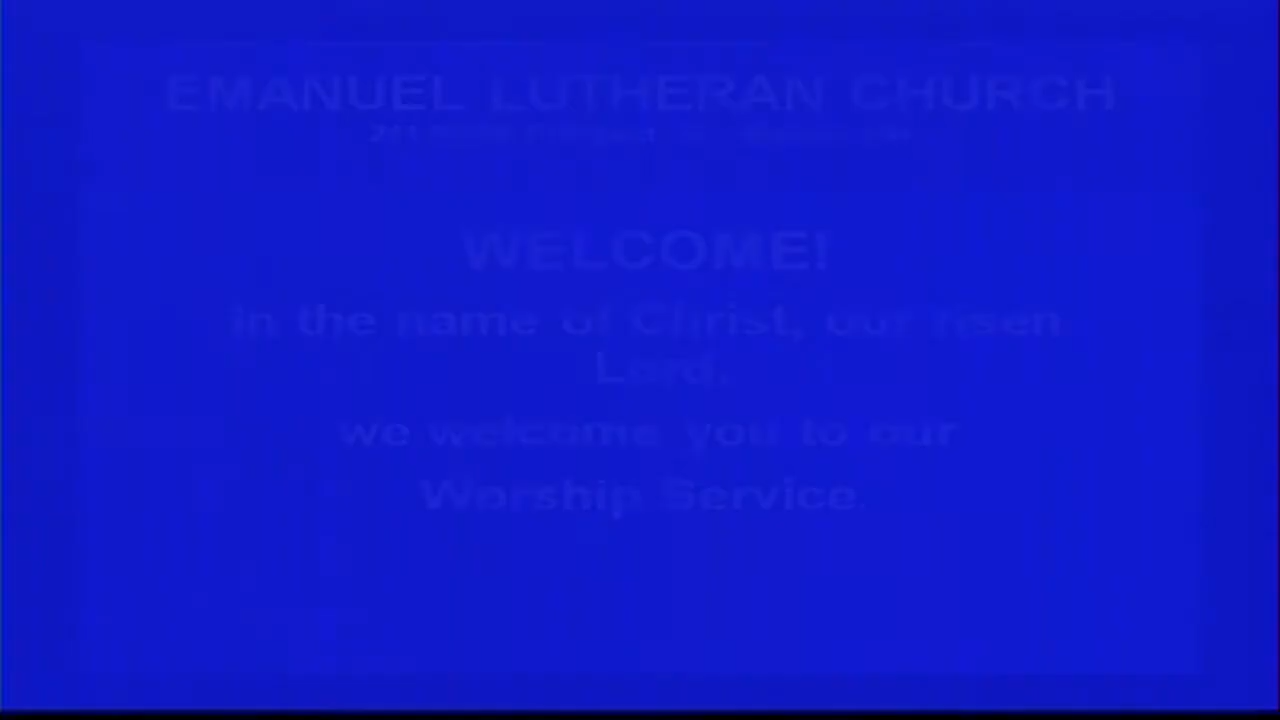 EMANUEL LUTHERAN CHURCH
WELCOME!
In the name of Christ, our risen
Lord,
we welcome you to our
Worship Service.